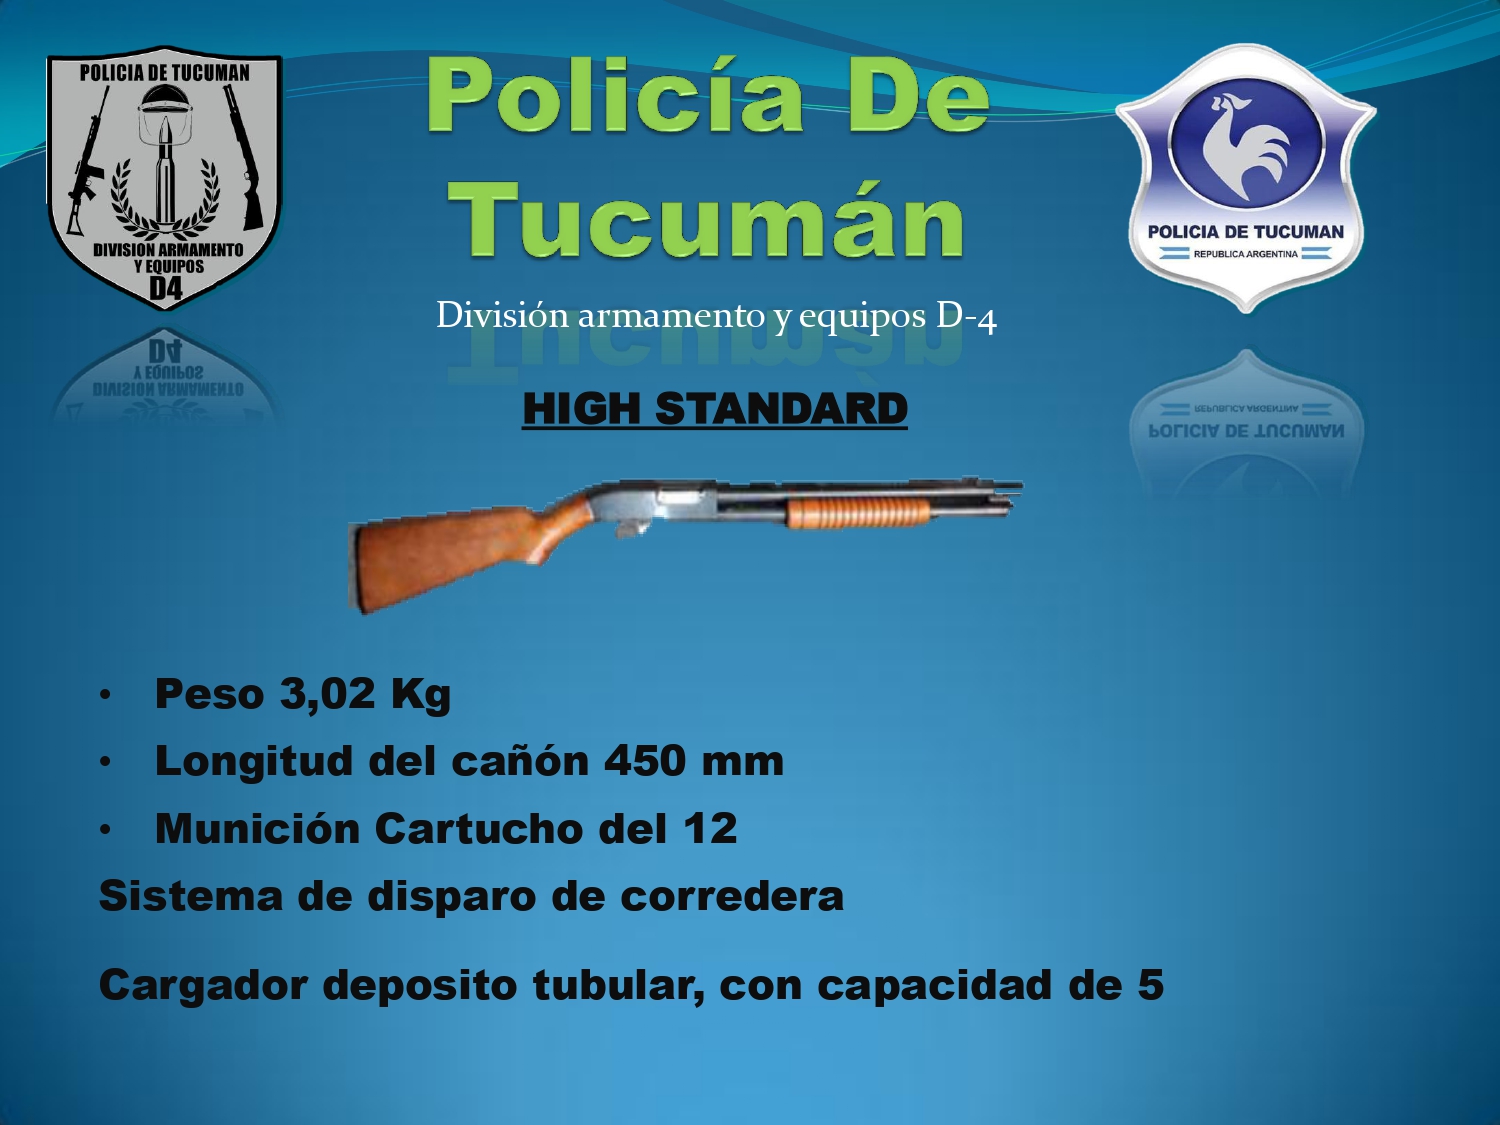 POLICIA DE TUCUMAN
DIVISION ARMAMENTO
Y EQUIPOS
D4
Policía De
Tucumán
POLICIA DE TUCUMAN
REPUBLICA ARGENTINA
División armamento y equipos D-4
HIGH STANDARD
• Peso 3,02 Kg
• Longitud del cañón 450 mm
• Munición Cartucho del 12
Sistema de disparo de corredera
Cargador deposito tubular, con capacidad de 5